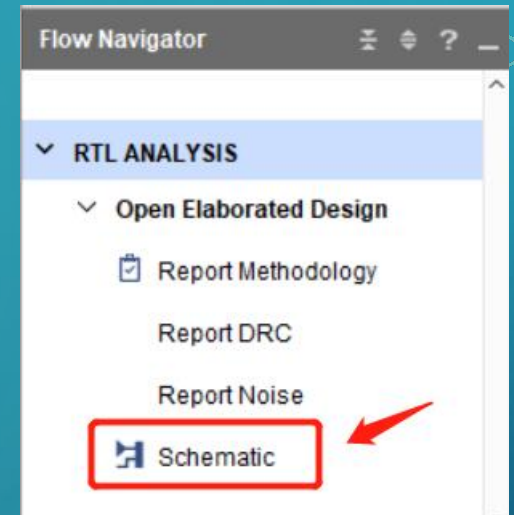 Flow Navigator ?
RTL ANALYSIS
Open Elaborated Design
Report Methodology
Report DRC
Report Noise
Schematic